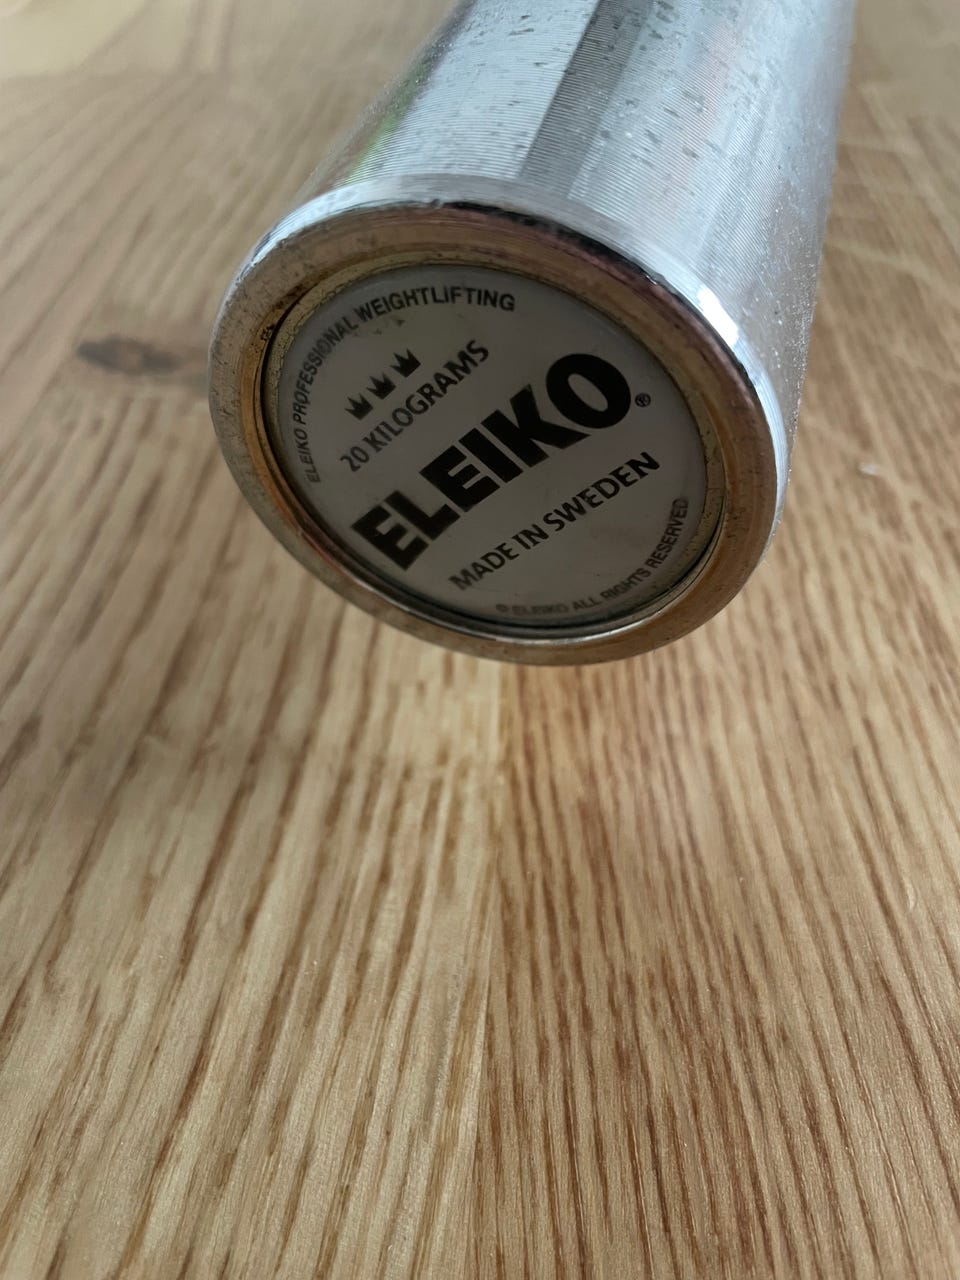 ELEIKO PROFESSIONAL WEIGHTLIFTING
20 KILOGRAMS
ELEIKO®
MADE IN SWEDEN
© ELEIKO ALL RIGHTS RESERVED